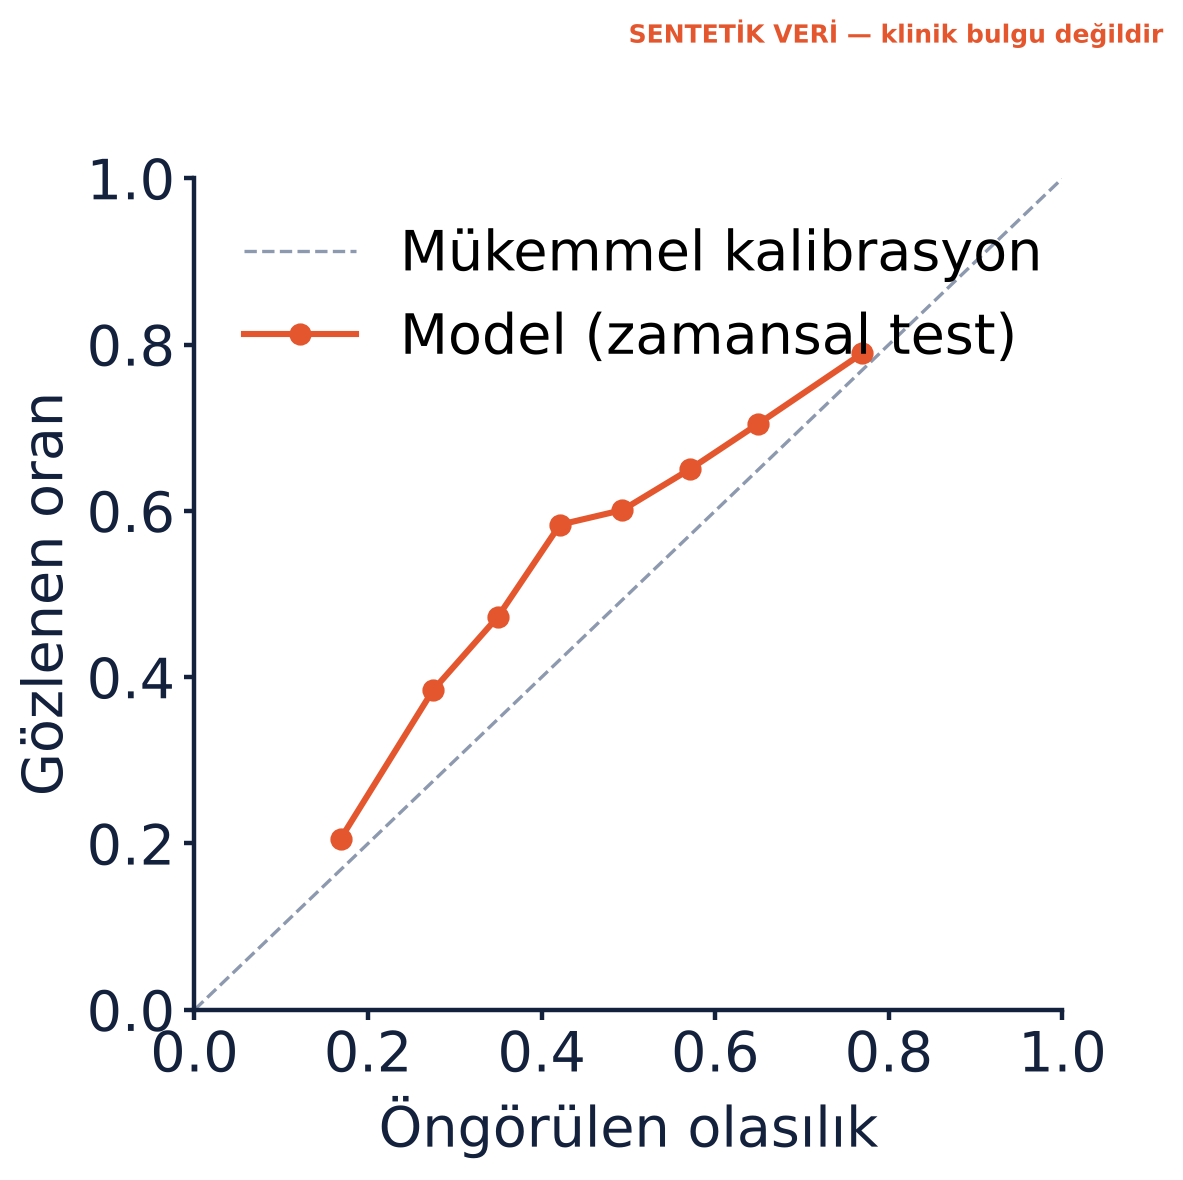 SENTETİK VERİ — klinik bulgu değildir
Mükemmel kalibrasyon
Model (zamansal test)
Gözlenen oran
1.0
0.8
0.6
0.4
0.2
0.0
0.0 0.2 0.4 0.6 0.8 1.0
Öngörülen olasılık